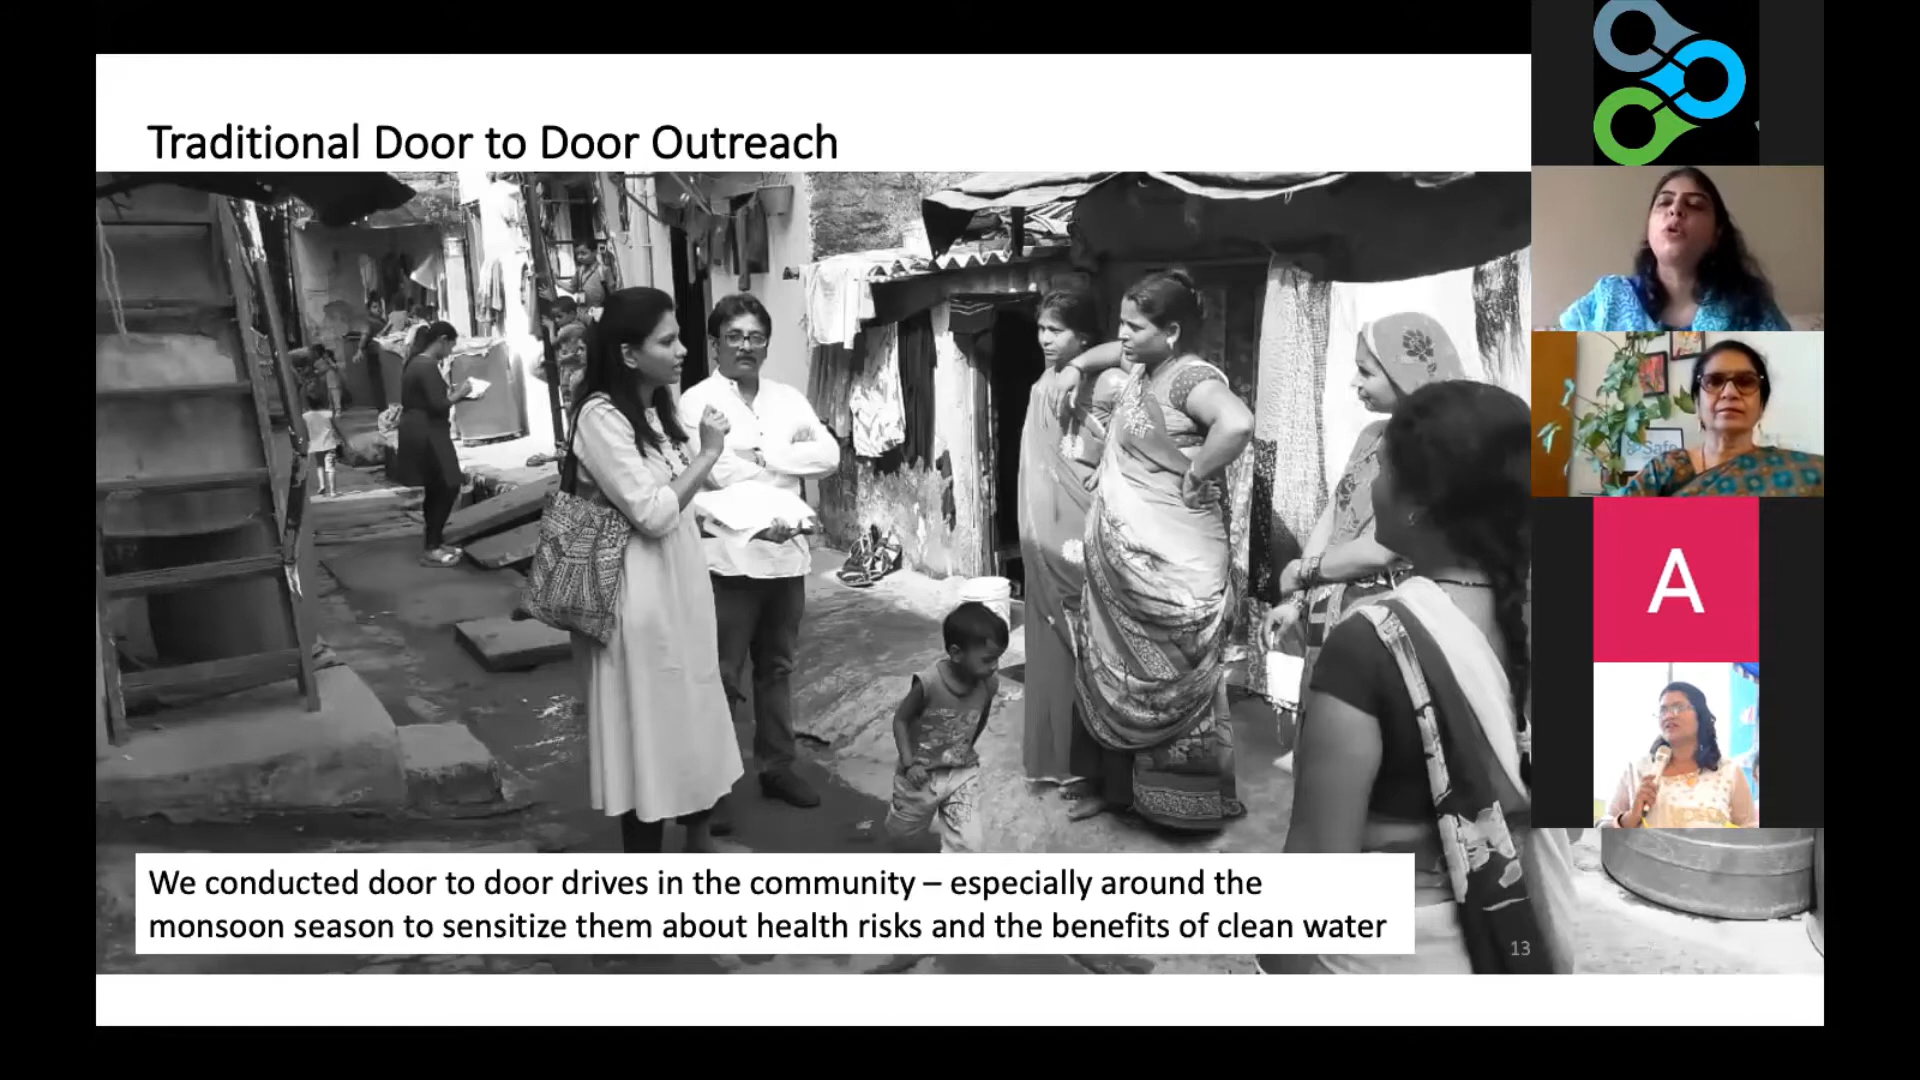 Traditional Door to Door Outreach
We conducted door to door drives in the community – especially around the
monsoon season to sensitize them about health risks and the benefits of clean water
13
Safe
A